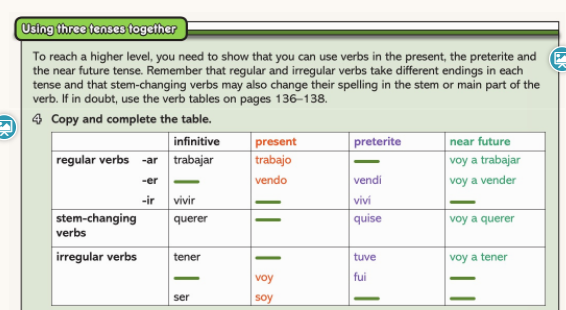 Using three tenses together
To reach a higher level, you need to show that you can use verbs in the present, the preterite and
the near future tense. Remember that regular and irregular verbs take different endings in each
tense and that stem-changing verbs may also change their spelling in the stem or main part of the
verb. If in doubt, use the verb tables on pages 136–138.
4 Copy and complete the table.
infinitive present preterite near future
regular verbs -ar trabajar trabajo voy a trabajar
-er vendo vendí voy a vender
-ir vivir viví
stem-changing querer quise voy a querer
verbs
irregular verbs tener tuve voy a tener
voy fui
ser soy